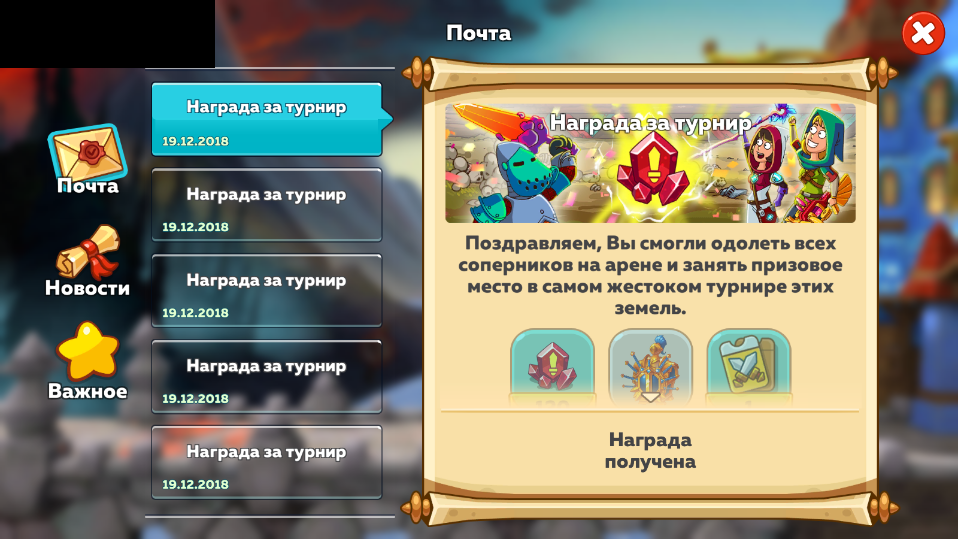 Почта
Почта
Новости
Важное
Награда за турнир
19.12.2018
Награда за турнир
19.12.2018
Награда за турнир
19.12.2018
Награда за турнир
19.12.2018
Награда за турнир
19.12.2018
Награда за турнир
Поздравляем, Вы смогли одолеть всех
соперников на арене и занять призовое
место в самом жестоком турнире этих
земель.
Награда
получена